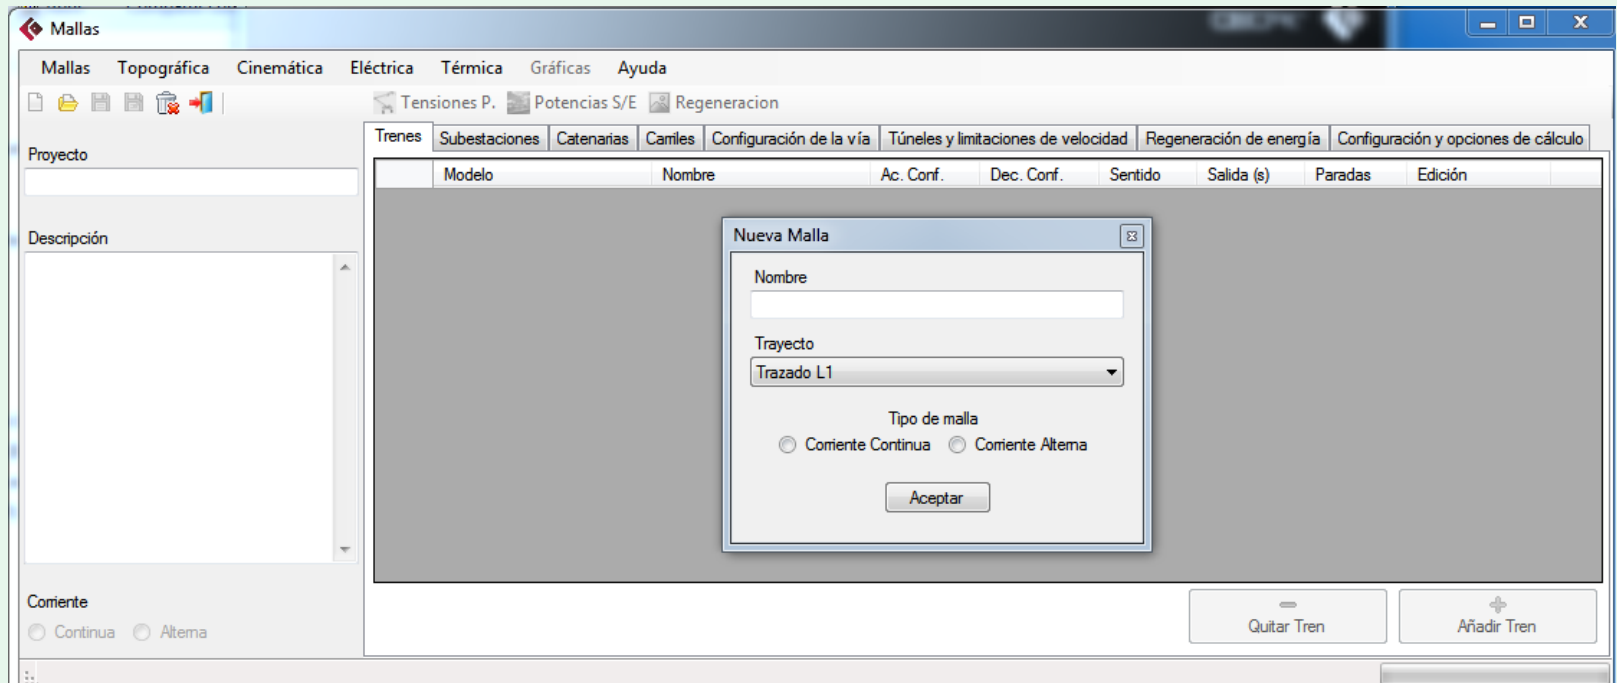 Mallas
Mallas Topográfica Cinemática Eléctrica Térmica Gráficas Ayuda
Tensiones P. Potencias S/E Regeneracion
Trenes Subestaciones Catenarias Carriles Configuración de la vía Túneles y limitaciones de velocidad Regeneración de energía Configuración y opciones de cálculo
Proyecto
Modelo Nombre Ac. Conf. Dec. Conf. Sentido Salida (s) Paradas Edición
Descripción
Nueva Malla
Nombre
Trayecto
Trazado L1
Tipo de malla
Corriente Continua Corriente Alterna
Aceptar
Corriente
Continua Alterna
Quitar Tren
Añadir Tren